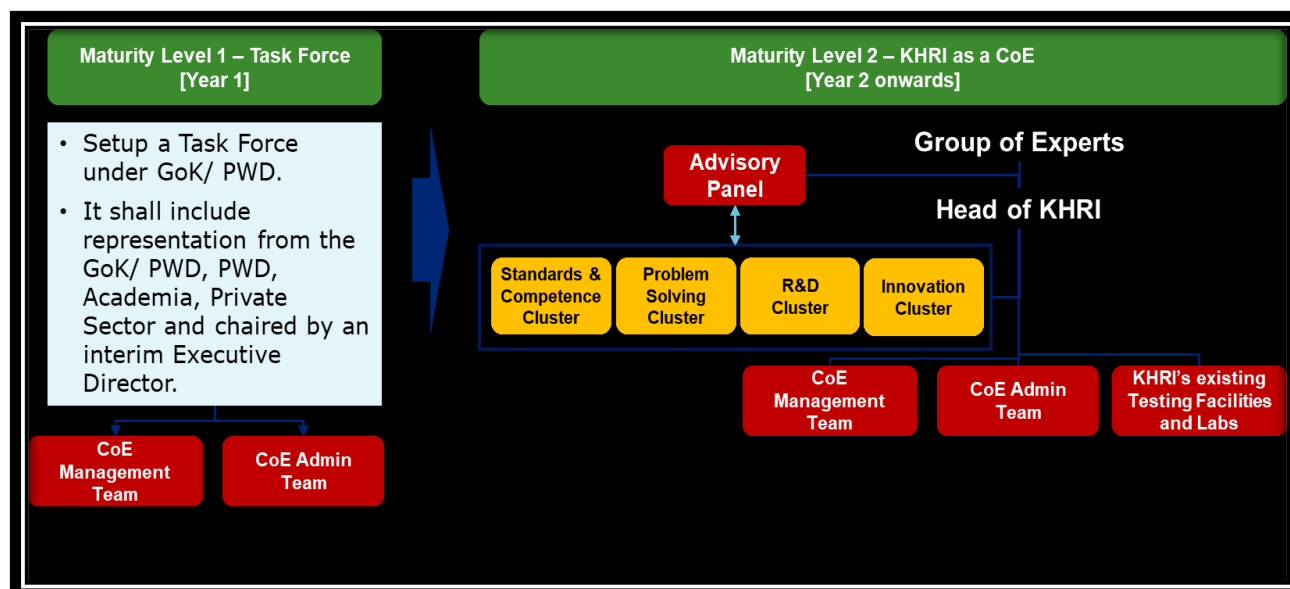 Maturity Level 1 – Task Force
[Year 1]
• Setup a Task Force
under GoK/ PWD.
• It shall include
representation from the
GoK/ PWD, PWD,
Academia, Private
Sector and chaired by an
interim Executive
Director.
CoE
Management
Team
CoE Admin
Team
Maturity Level 2 – KHRI as a CoE
[Year 2 onwards]
Group of Experts
Advisory
Panel
Head of KHRI
Standards &
Competence
Cluster
Problem
Solving
Cluster
R&D
Cluster
Innovation
Cluster
CoE
Management
Team
CoE Admin
Team
KHRI's existing
Testing Facilities
and Labs